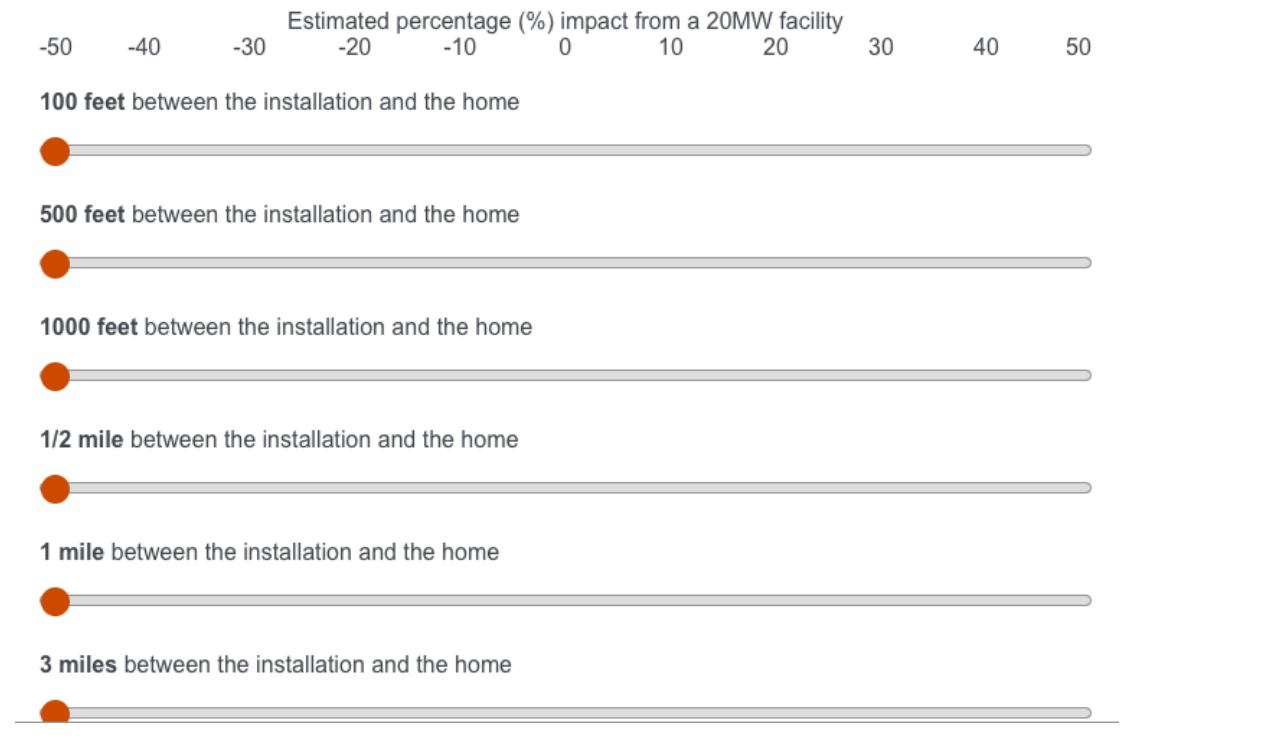 Estimated percentage (%) impact from a 20MW facility
-50 -40 -30 -20 -10 0 10 20 30 40 50
100 feet between the installation and the home
500 feet between the installation and the home
1000 feet between the installation and the home
1/2 mile between the installation and the home
1 mile between the installation and the home
3 miles between the installation and the home